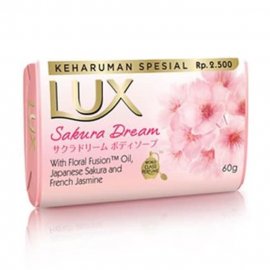 KEHARUMAN SPESIAL Rp. 2.500
LUX
Sakura Dream
サクラドリーム ボディソープ
With Floral Fusion™ Oil,
Japanese Sakura and
French Jasmine
60g